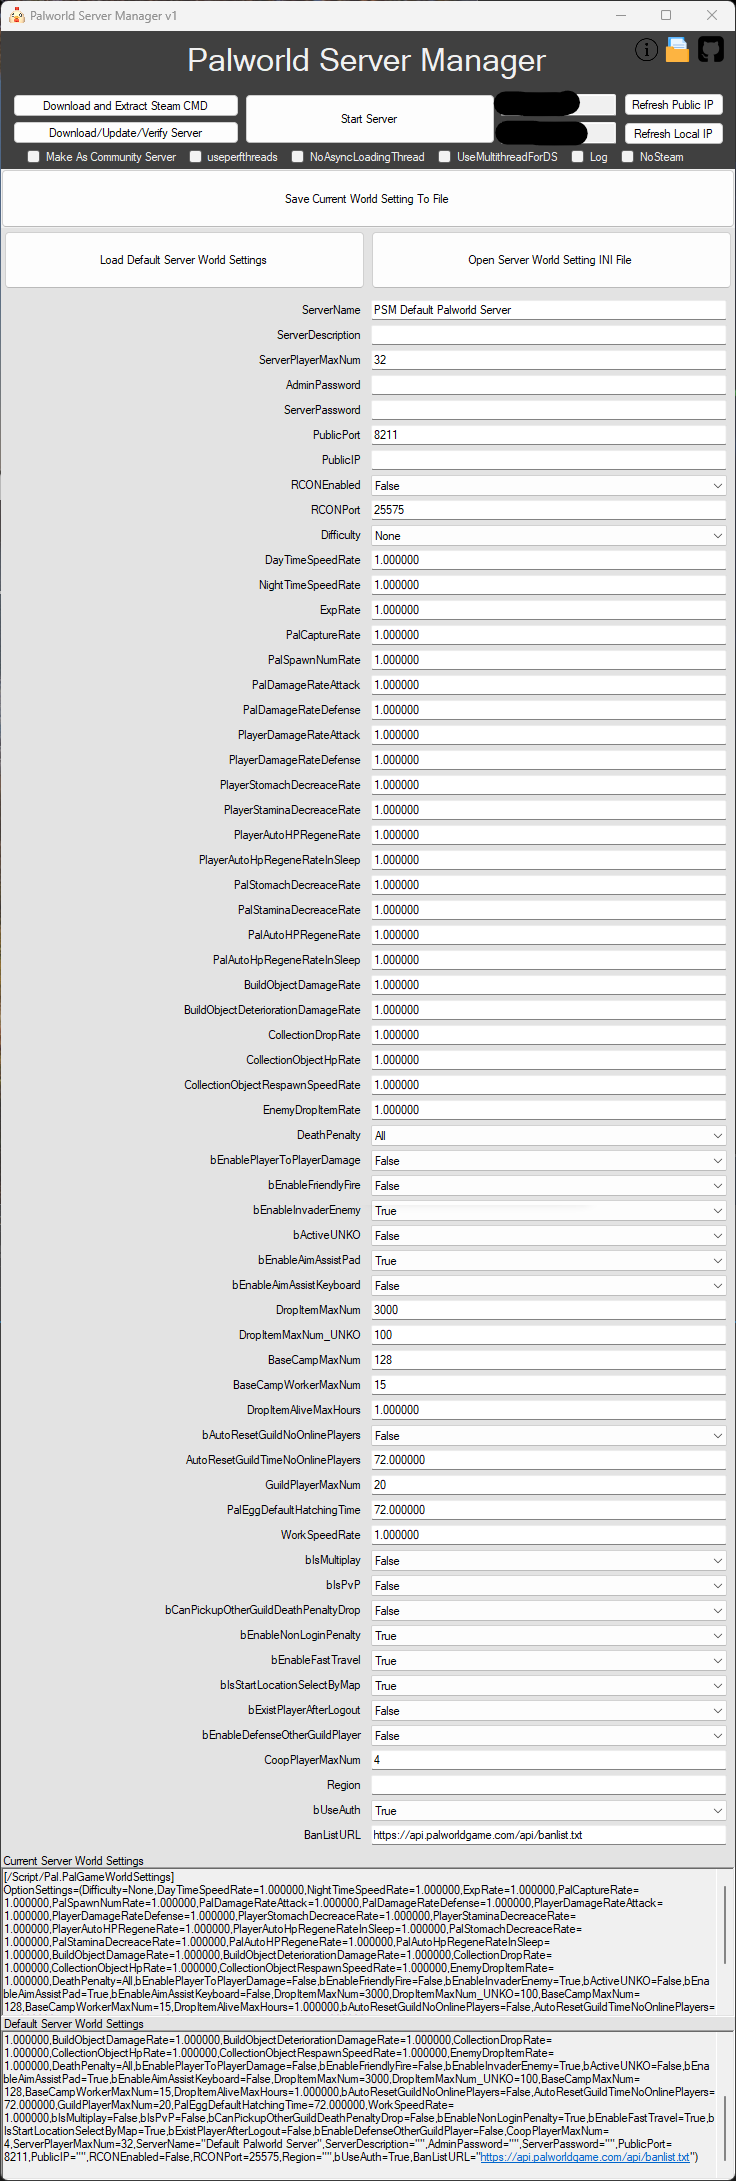 Palworld Server Manager v1
Palworld Server Manager
Download and Extract Steam CMD
Start Server
Refresh Public IP
Download/Update/Verify Server
Refresh Local IP
Make As Community Server useperfthreads NoAsyncLoadingThread UseMultithreadForDS Log NoSteam
Save Current World Setting To File
Load Default Server World Settings Open Server World Setting INI File
ServerName PSM Default Palworld Server
ServerDescription
ServerPlayerMaxNum 32
AdminPassword
ServerPassword
PublicPort 8211
PublicIP
RCONEnabled False
RCONPort 25575
Difficulty None
DayTimeSpeedRate 1.000000
NightTimeSpeedRate 1.000000
ExpRate 1.000000
PalCaptureRate 1.000000
PalSpawnNumRate 1.000000
PalDamageRateAttack 1.000000
PalDamageRateDefense 1.000000
PlayerDamageRateAttack 1.000000
PlayerDamageRateDefense 1.000000
PlayerStomachDecreaceRate 1.000000
PlayerStaminaDecreaceRate 1.000000
PlayerAutoHPRegeneRate 1.000000
PlayerAutoHpRegeneRateInSleep 1.000000
PalStomachDecreaceRate 1.000000
PalStaminaDecreaceRate 1.000000
PalAutoHPRegeneRate 1.000000
PalAutoHpRegeneRateInSleep 1.000000
BuildObjectDamageRate 1.000000
BuildObjectDeteriorationDamageRate 1.000000
CollectionDropRate 1.000000
CollectionObjectHpRate 1.000000
CollectionObjectRespawnSpeedRate 1.000000
EnemyDropItemRate 1.000000
DeathPenalty All
bEnablePlayerToPlayerDamage False
bEnableFriendlyFire False
bEnableInvaderEnemy True
bActiveUNKO False
bEnableAimAssistPad True
bEnableAimAssistKeyboard False
DropItemMaxNum 3000
DropItemMaxNum_UNKO 100
BaseCampMaxNum 128
BaseCampWorkerMaxNum 15
DropItemAliveMaxHours 1.000000
bAutoResetGuildNoOnlinePlayers False
AutoResetGuildTimeNoOnlinePlayers 72.000000
GuildPlayerMaxNum 20
PalEggDefaultHatchingTime 72.000000
WorkSpeedRate 1.000000
bIsMultiplay False
bIsPvP False
bCanPickupOtherGuildDeathPenaltyDrop False
bEnableNonLoginPenalty True
bEnableFastTravel True
bIsStartLocationSelectByMap True
bExistPlayerAfterLogout False
bEnableDefenseOtherGuildPlayer False
CoopPlayerMaxNum 4
Region
bUseAuth True
BanListURL https://api.palworldgame.com/api/banlist.txt
Current Server World Settings
[/Script/Pal.PalGameWorldSettings]
OptionSettings=(Difficulty=None,DayTimeSpeedRate=1.000000,NightTimeSpeedRate=1.000000,ExpRate=1.000000,PalCaptureRate=
1.000000,PalSpawnNumRate=1.000000,PalDamageRateAttack=1.000000,PalDamageRateDefense=1.000000,PlayerDamageRateAttack=
1.000000,PlayerDamageRateDefense=1.000000,PlayerStomachDecreaceRate=1.000000,PlayerStaminaDecreaceRate=
1.000000,PlayerAutoHPRegeneRate=1.000000,PlayerAutoHpRegeneRateInSleep=1.000000,PalStomachDecreaceRate=
1.000000,PalStaminaDecreaceRate=1.000000,PalAutoHPRegeneRate=1.000000,PalAutoHpRegeneRateInSleep=
1.000000,BuildObjectDamageRate=1.000000,BuildObjectDeteriorationDamageRate=1.000000,CollectionDropRate=
1.000000,CollectionObjectHpRate=1.000000,CollectionObjectRespawnSpeedRate=1.000000,EnemyDropItemRate=
1.000000,DeathPenalty=All,bEnablePlayerToPlayerDamage=False,bEnableFriendlyFire=False,bEnableInvaderEnemy=True,bActiveUNKO=False,bEna
bleAimAssistPad=True,bEnableAimAssistKeyboard=False,DropItemMaxNum=3000,DropItemMaxNum_UNKO=100,BaseCampMaxNum=
128,BaseCampWorkerMaxNum=15,DropItemAliveMaxHours=1.000000,bAutoResetGuildNoOnlinePlayers=False,AutoResetGuildTimeNoOnlinePlayers=
Default Server World Settings
1.000000,BuildObjectDamageRate=1.000000,BuildObjectDeteriorationDamageRate=1.000000,CollectionDropRate=
1.000000,CollectionObjectHpRate=1.000000,CollectionObjectRespawnSpeedRate=1.000000,EnemyDropItemRate=
1.000000,DeathPenalty=All,bEnablePlayerToPlayerDamage=False,bEnableFriendlyFire=False,bEnableInvaderEnemy=True,bActiveUNKO=False,bEna
bleAimAssistPad=True,bEnableAimAssistKeyboard=False,DropItemMaxNum=3000,DropItemMaxNum_UNKO=100,BaseCampMaxNum=
128,BaseCampWorkerMaxNum=15,DropItemAliveMaxHours=1.000000,bAutoResetGuildNoOnlinePlayers=False,AutoResetGuildTimeNoOnlinePlayers=
72.000000,GuildPlayerMaxNum=20,PalEggDefaultHatchingTime=72.000000,WorkSpeedRate=
1.000000,bIsMultiplay=False,bIsPvP=False,bCanPickupOtherGuildDeathPenaltyDrop=False,bEnableNonLoginPenalty=True,bEnableFastTravel=True,b
IsStartLocationSelectByMap=True,bExistPlayerAfterLogout=False,bEnableDefenseOtherGuildPlayer=False,CoopPlayerMaxNum=
4,ServerPlayerMaxNum=32,ServerName="Default Palworld Server",ServerDescription="",AdminPassword="",ServerPassword="",PublicPort=
8211,PublicIP="",RCONEnabled=False,RCONPort=25575,Region="",bUseAuth=True,BanListURL="https://api.palworldgame.com/api/banlist.txt")